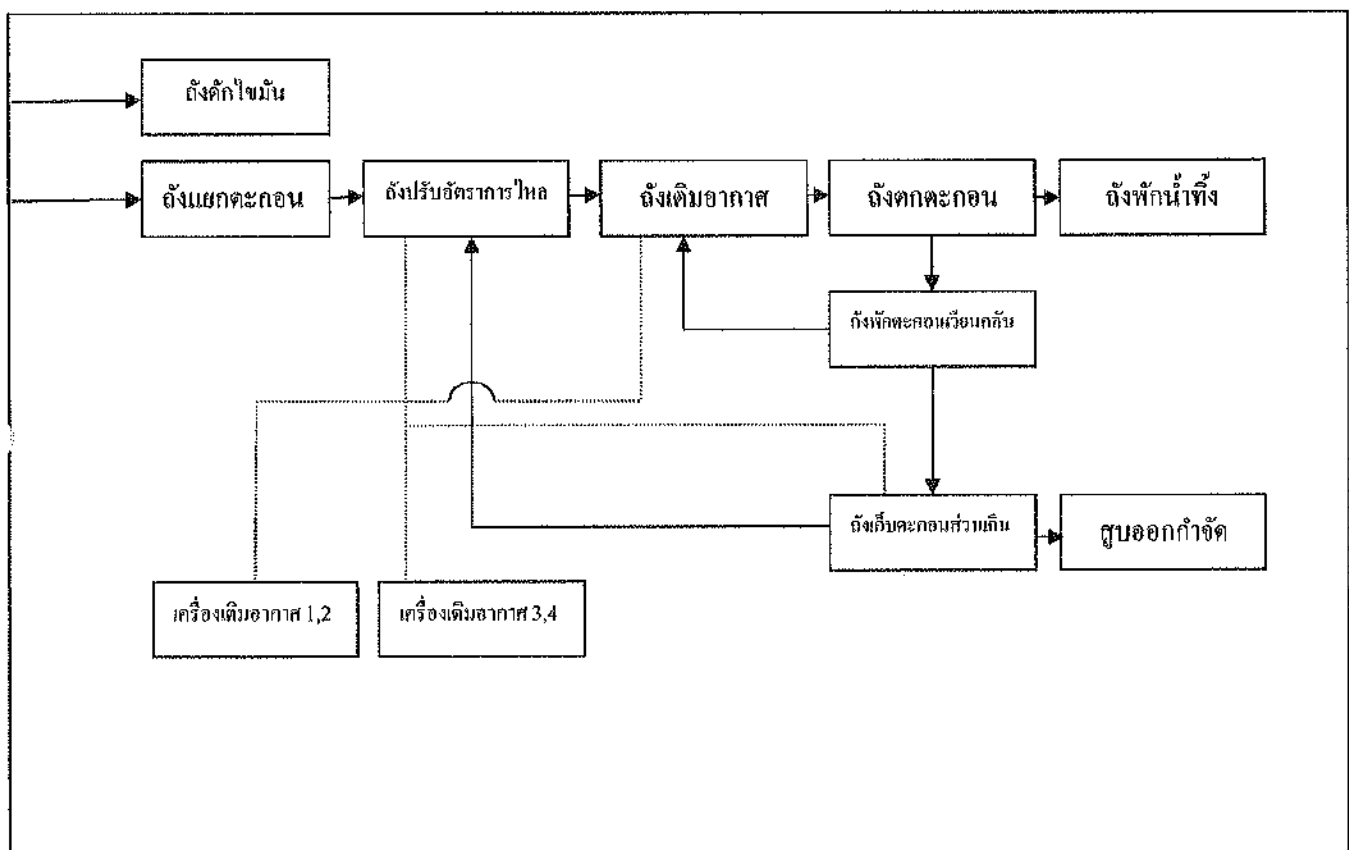 ถังดักไขมัน
ถังแยกตะกอน
ถังปรับอัตราการไหล
ถังเติมอากาศ
ถังตกตะกอน
ถังพักน้ำทิ้ง
ถังพักตะกอนเวียนกลับ
ถังเก็บตะกอนส่วนเกิน
สูบออกกำจัด
เครื่องเติมอากาศ 1,2
เครื่องเติมอากาศ 3,4